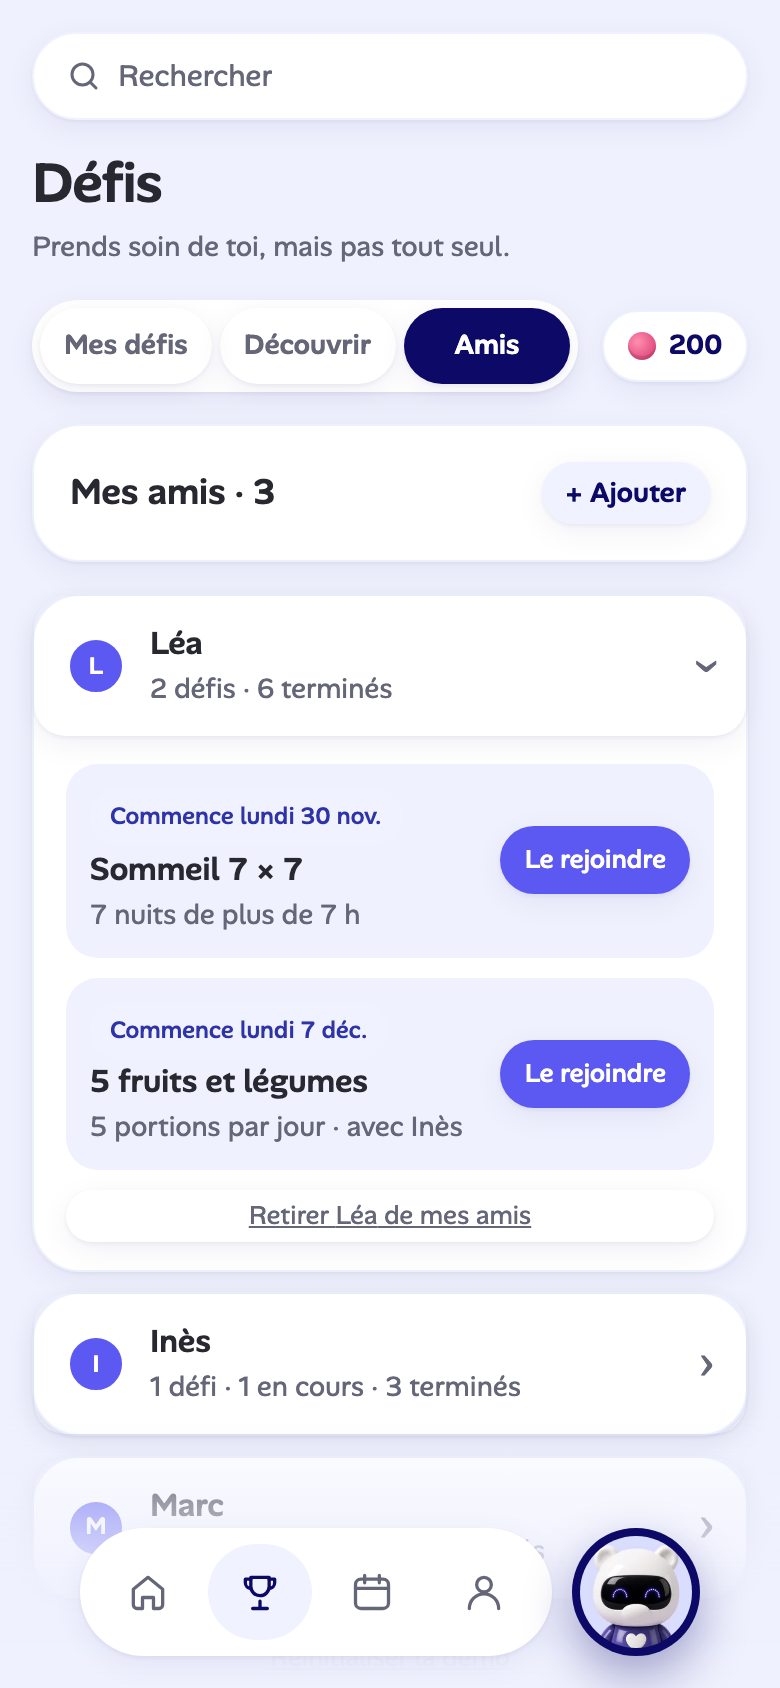 Rechercher
Défis
Prends soin de toi, mais pas tout seul.
Mes défis
Découvrir
Amis
200
Mes amis · 3
+ Ajouter
L
Léa
2 défis · 6 terminés
Commence lundi 30 nov.
Sommeil 7 × 7
7 nuits de plus de 7 h
Le rejoindre
Commence lundi 7 déc.
5 fruits et légumes
5 portions par jour · avec Inès
Le rejoindre
Retirer Léa de mes amis
I
Inès
1 défi · 1 en cours · 3 terminés
M
Marc